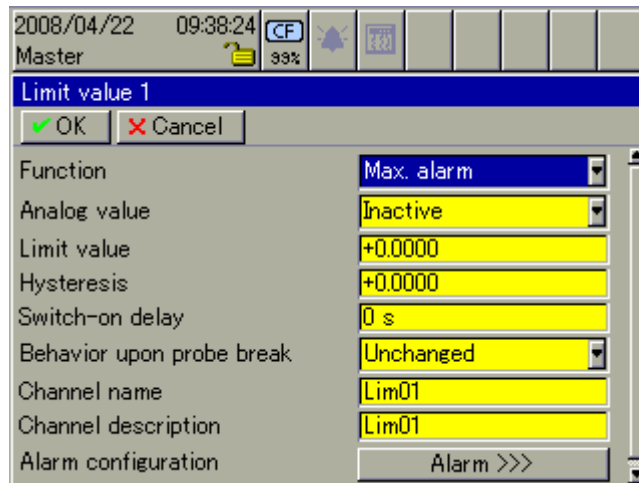 2008/04/22 09:38:24 CF
Master 99%
Limit value 1
OK Cancel
Function Max. alarm
Analog value Inactive
Limit value +0.0000
Hysteresis +0.0000
Switch-on delay 0 s
Behavior upon probe break Unchanged
Channel name Lim01
Channel description Lim01
Alarm configuration Alarm >>>